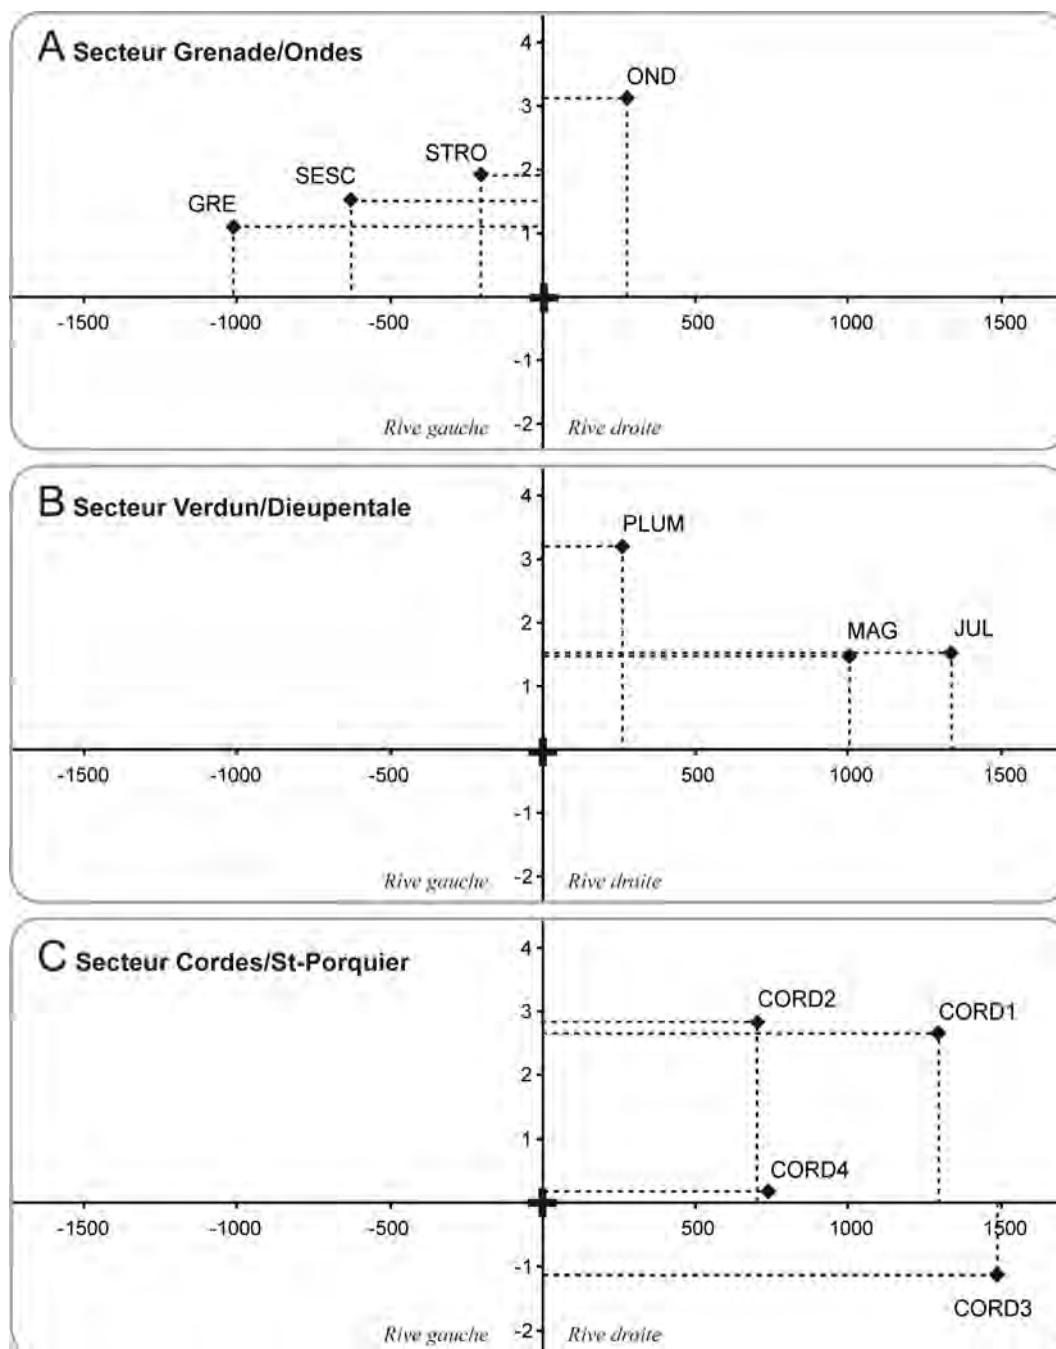 A Secteur Grenade/Ondes
4
OND
3
STRO
2
SESC
GRE
1
-1500 -1000 -500 500 1000 1500
-1
Rive gauche -2 Rive droite
B Secteur Verdun/Dieupentale
4
PLUM
3
2
MAG JUL
1
-1500 -1000 -500 500 1000 1500
-1
Rive gauche -2 Rive droite
C Secteur Cordes/St-Porquier
4
CORD2
CORD1
3
2
1
CORD4
-1500 -1000 -500 500 1000 1500
-1
CORD3
Rive gauche -2 Rive droite